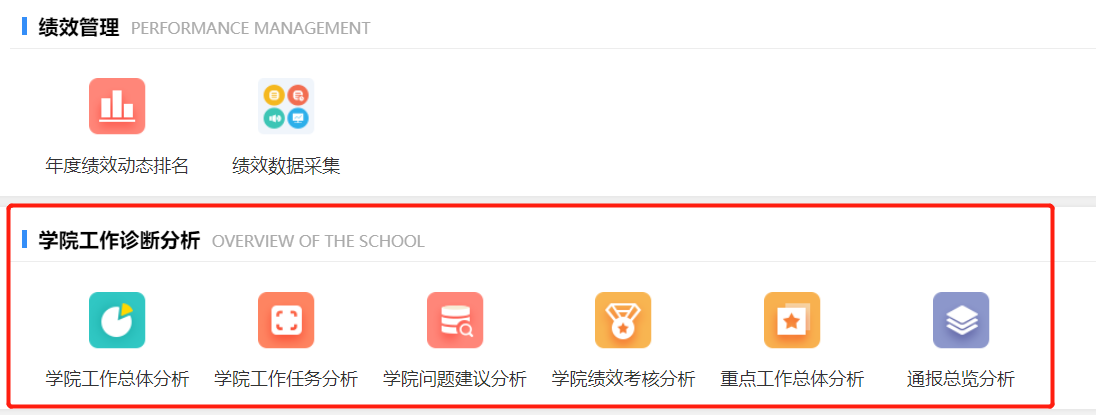 绩效管理 PERFORMANCE MANAGEMENT
年度绩效动态排名 绩效数据采集
学院工作诊断分析 OVERVIEW OF THE SCHOOL
学院工作总体分析 学院工作任务分析 学院问题建议分析 学院绩效考核分析 重点工作总体分析 通报总览分析